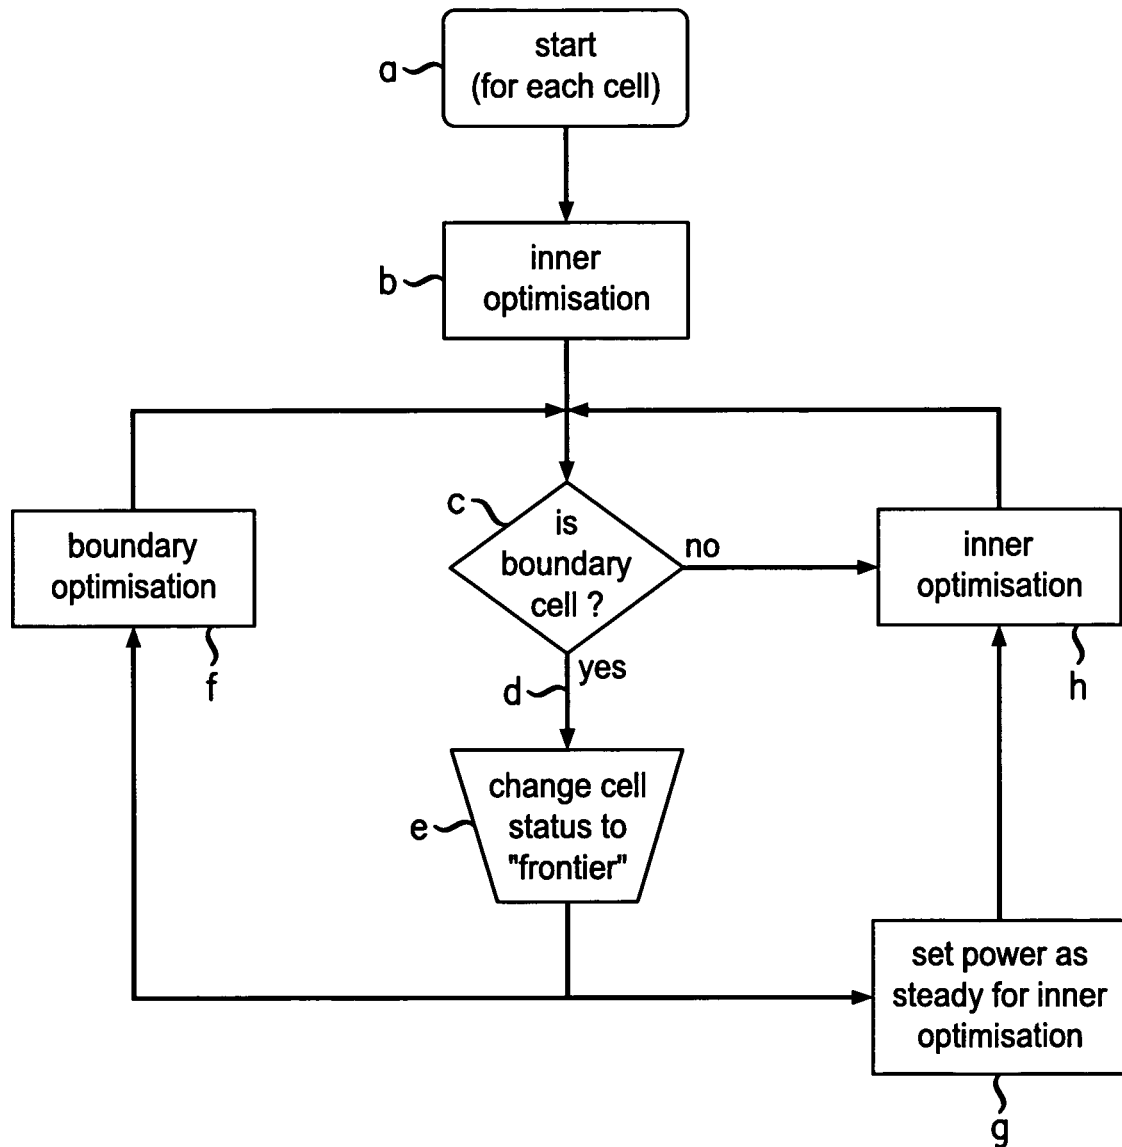 start
a
(for each cell)
inner
b
optimisation
c
is
boundary
cell ?
no
boundary
optimisation
inner
optimisation
f
d
yes
h
change cell
e
status to
"frontier"
set power as
steady for inner
optimisation
g